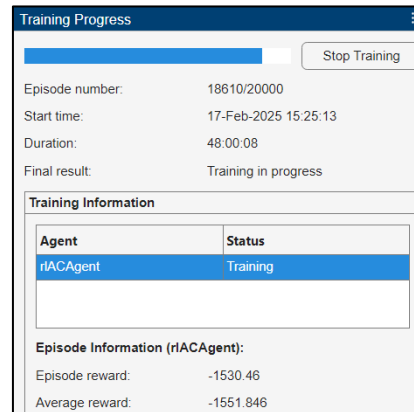 Training Progress
Stop Training
Episode number: 18610/20000
Start time: 17-Feb-2025 15:25:13
Duration: 48:00:08
Final result: Training in progress
Training Information
Agent Status
rlACAgent Training
Episode Information (rlACAgent):
Episode reward: -1530.46
Average reward: -1551.846